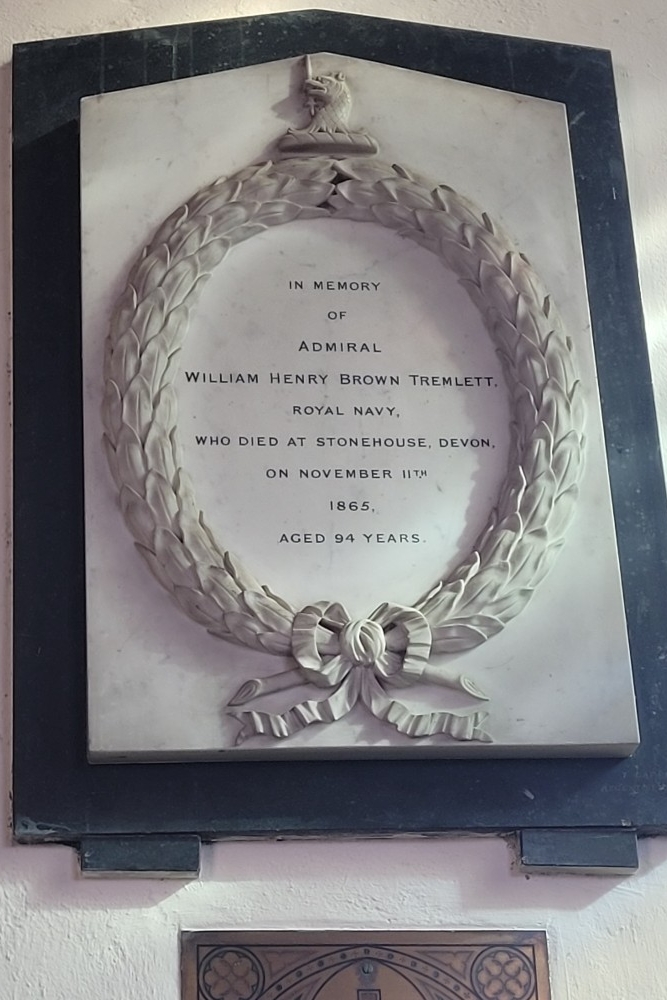 IN MEMORY
OF
ADMIRAL
WILLIAM HENRY BROWN TREMLETT,
ROYAL NAVY,
WHO DIED AT STONEHOUSE, DEVON,
ON NOVEMBER 11TH
1865,
AGED 94 YEARS.